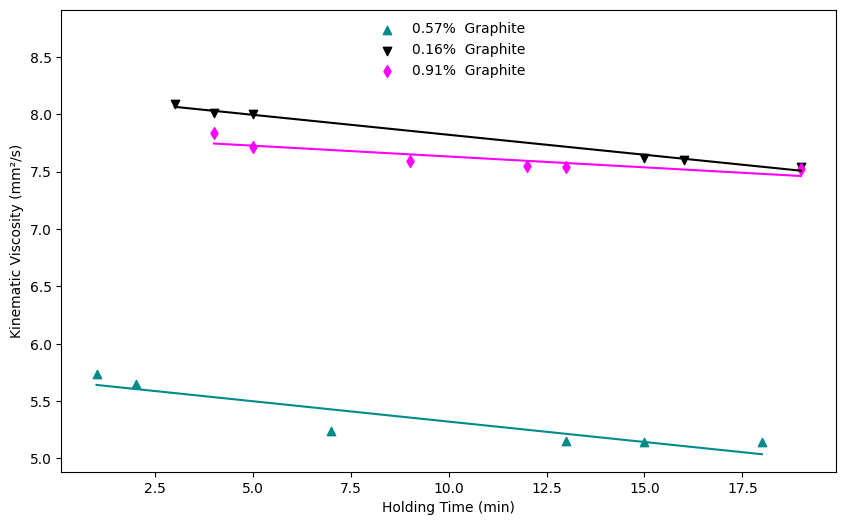 0.57%  Graphite
0.16%  Graphite
0.91%  Graphite
Kinematic Viscosity (mm²/s)
8.5
8.0
7.5
7.0
6.5
6.0
5.5
5.0
2.5 5.0 7.5 10.0 12.5 15.0 17.5
Holding Time (min)